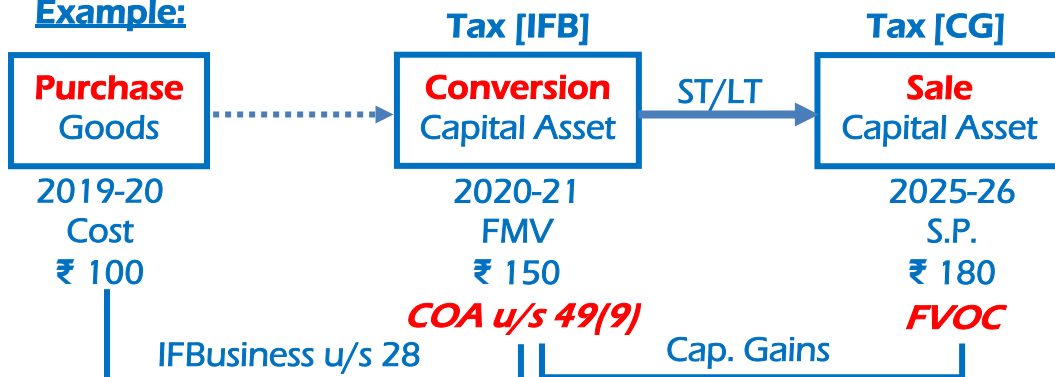 Example:
Tax [IFB]
Tax [CG]
Purchase
Goods
Conversion
Capital Asset
ST/LT
Sale
Capital Asset
2019-20
Cost
₹ 100
2020-21
FMV
₹ 150
COA u/s 49(9)
2025-26
S.P.
₹ 180
FVOC
IFBusiness u/s 28
Cap. Gains